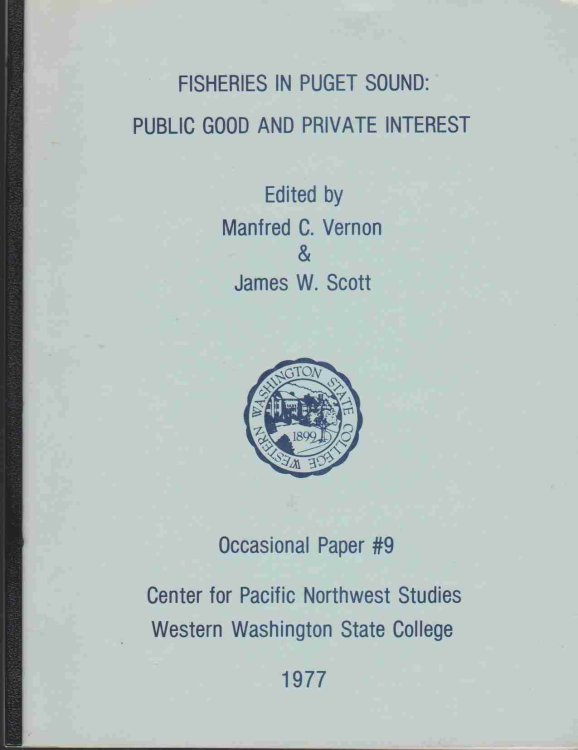 FISHERIES IN PUGET SOUND:
PUBLIC GOOD AND PRIVATE INTEREST
Edited by
Manfred C. Vernon
&
James W. Scott
WESTERN WASHINGTON STATE COLLEGE
1899
Occasional Paper #9
Center for Pacific Northwest Studies
Western Washington State College
1977